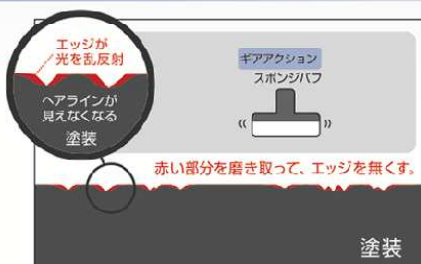 エッジが
光を乱反射
ヘアラインが
見えなくなる
塗装
ギアアクション
スポンジバフ
赤い部分を磨き取って、エッジを無くす。
塗装